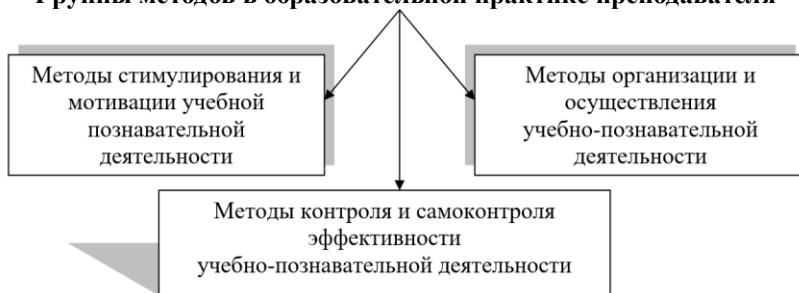 Группы методов в образовательной практике преподавателя
Методы стимулирования и
мотивации учебной
познавательной
деятельности
Методы организации и
осуществления
учебно-познавательной
деятельности
Методы контроля и самоконтроля
эффективности
учебно-познавательной деятельности